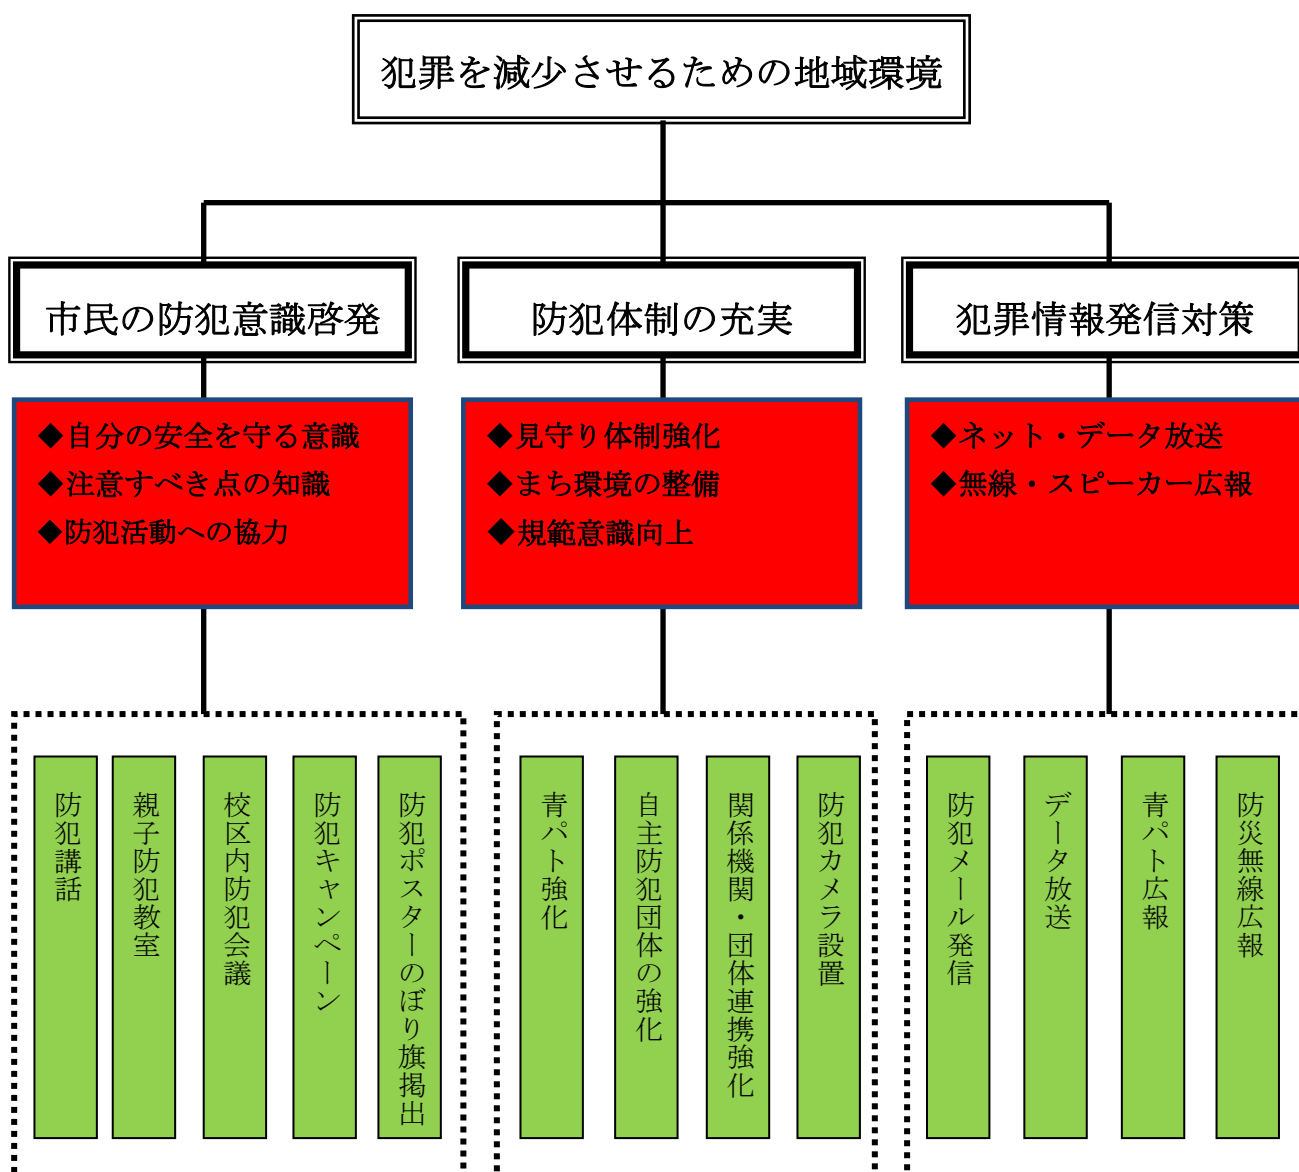 犯罪を減少させるための地域環境
市民の防犯意識啓発
防犯体制の充実
犯罪情報発信対策
◆自分の安全を守る意識
◆注意すべき点の知識
◆防犯活動への協力
◆見守り体制強化
◆まち環境の整備
◆規範意識向上
◆ネット・データ放送
◆無線・スピーカー広報
防犯講話
親子防犯教室
校区内防犯会議
防犯キャンペーン
防犯ポスターのぼり旗掲出
青パト強化
自主防犯団体の強化
関係機関・団体連携強化
防犯カメラ設置
防犯メール発信
データ放送
青パト広報
防災無線広報